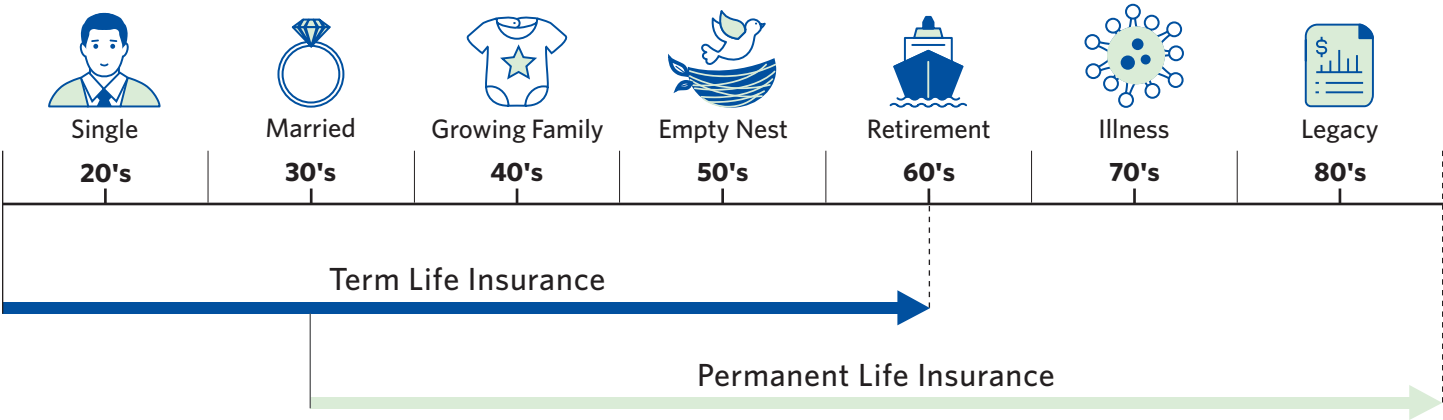 Single Married Growing Family Empty Nest Retirement Illness Legacy
20's 30's 40's 50's 60's 70's 80's
$
Term Life Insurance
Permanent Life Insurance